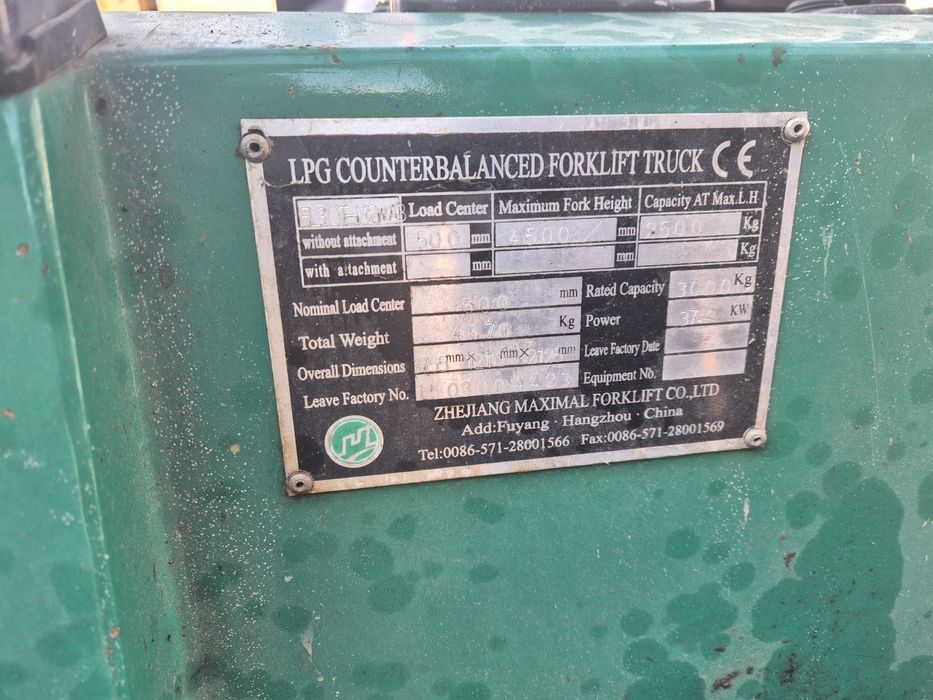 LPG COUNTERBALANCED FORKLIFT TRUCK CE
Load Center Maximum Fork Height Capacity AT Max.L.H
without attachment 500 mm 4500 mm 2500 Kg
with attachment mm mm Kg
Nominal Load Center 500 mm Rated Capacity 3000 Kg
Total Weight 4570 Kg Power KW
Overall Dimensions mm× mm× mm Leave Factory Date
Leave Factory No. Equipment No.
ZHEJIANG MAXIMAL FORKLIFT CO.,LTD
Add:Fuyang · Hangzhou · China
Tel:0086-571-28001566 Fax:0086-571-28001569